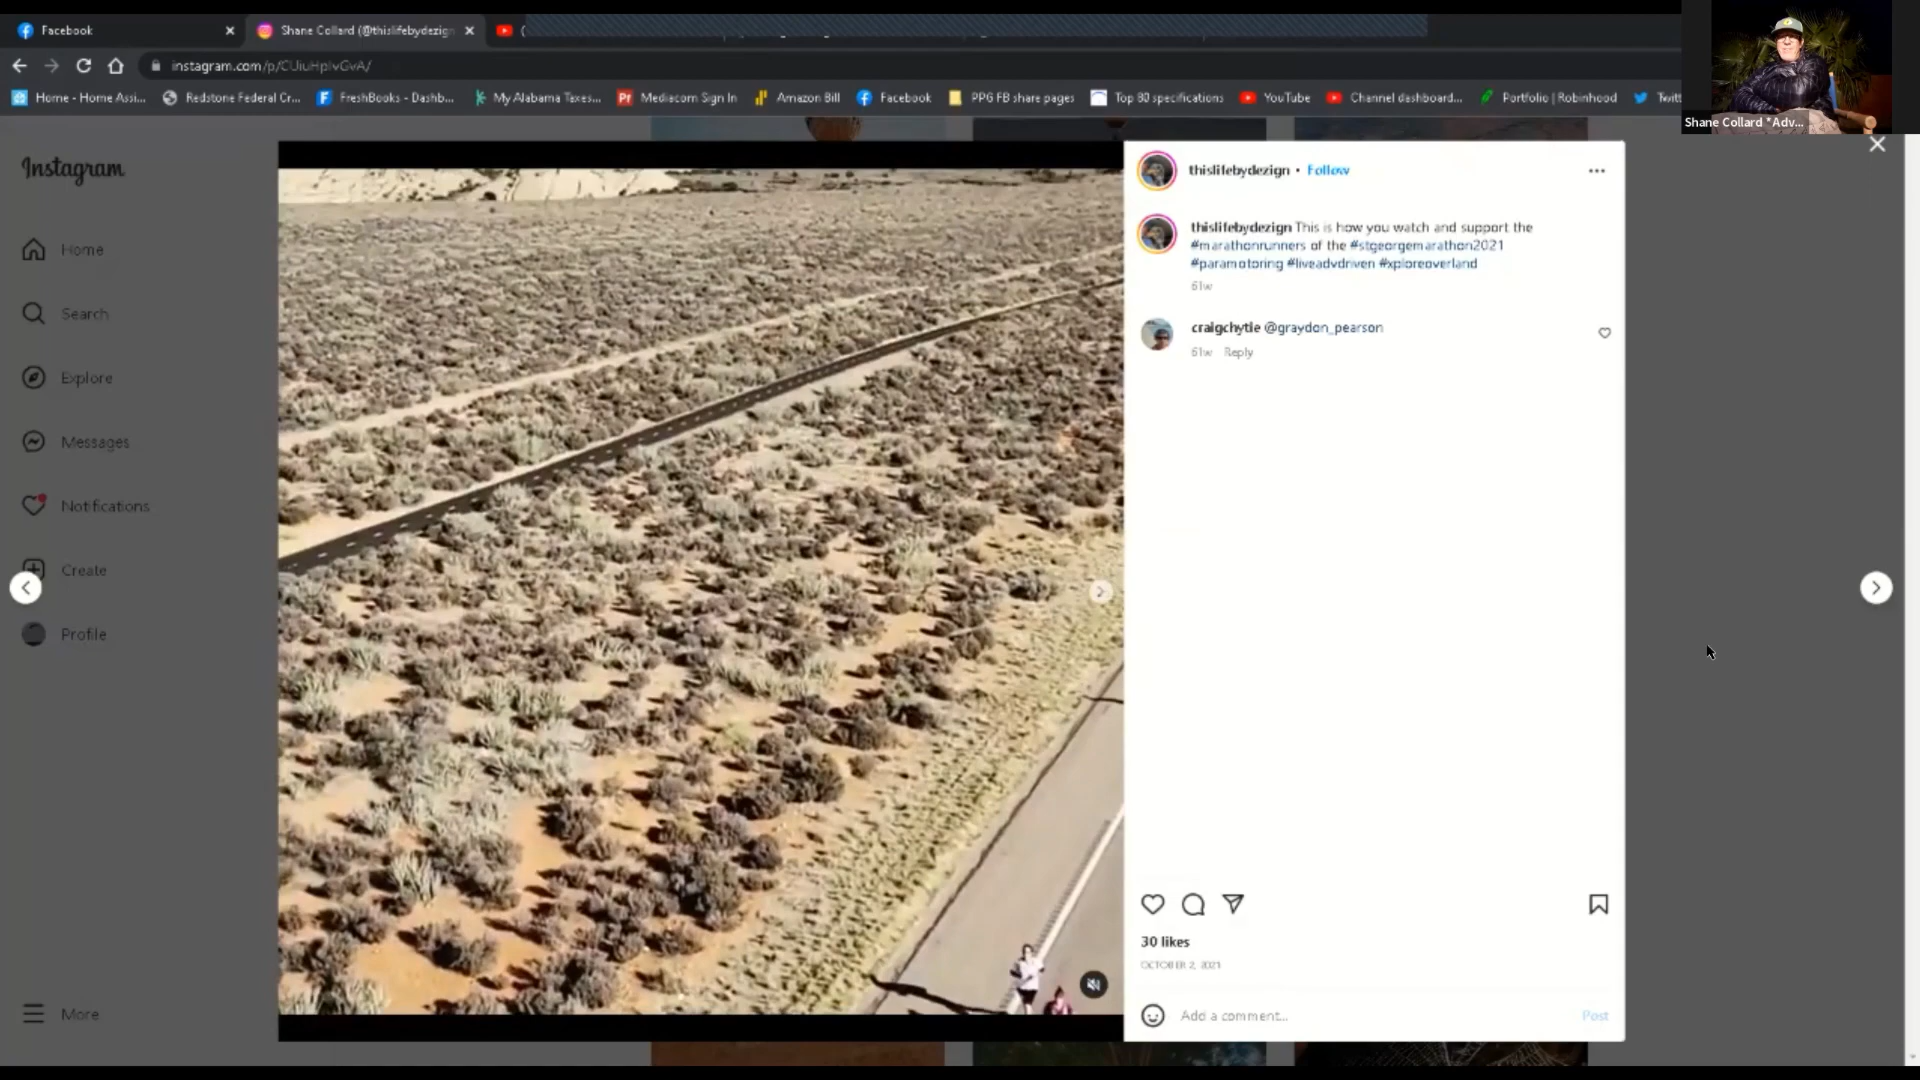 Facebook
Shane Collard (@thislifebydezign
(
instagram.com/p/CUiuHpIvGvA/
Home - Home Assi...
Redstone Federal Cr...
FreshBooks - Dashb...
My Alabama Taxes...
Mediacom Sign In
Amazon Bill
Facebook
PPG FB share pages
Top 80 specifications
YouTube
Channel dashboard...
Portfolio | Robinhood
Twitt
Shane Collard *Adv...
Instagram
Home
Search
Explore
Messages
Notifications
Create
Profile
More
thislifebydezign • Follow
thislifebydezign This is how you watch and support the
#marathonrunners of the #stgeorgemarathon2021
#paramotoring #liveadvdriven #xploreoverland
61w
craigchytle @graydon_pearson
61w Reply
30 likes
OCTOBER 2, 2021
Add a comment...
Post